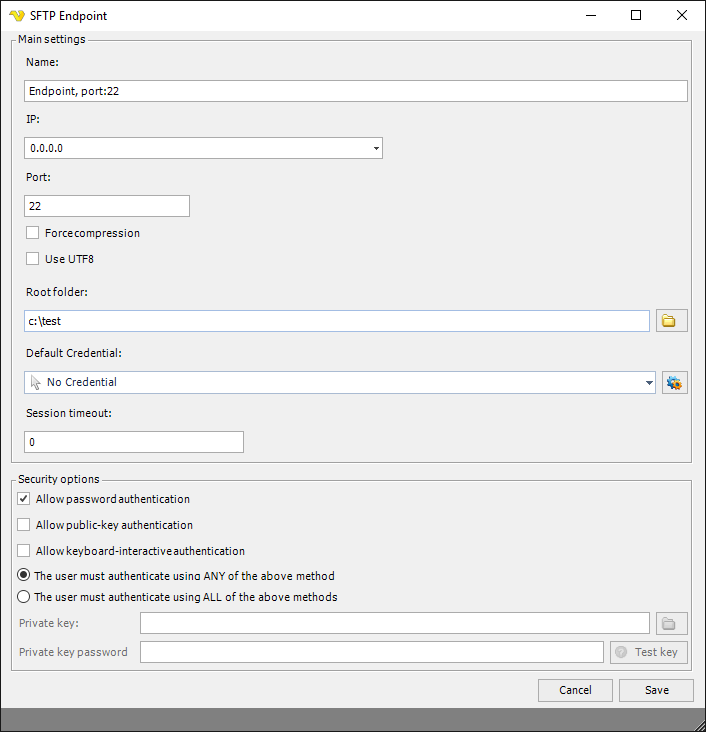 SFTP Endpoint
Main settings
Name:
Endpoint, port:22
IP:
0.0.0.0
Port:
22
Force compression
Use UTF8
Root folder:
c:\test
Default Credential:
No Credential
Session timeout:
0
Security options
Allow password authentication
Allow public-key authentication
Allow keyboard-interactive authentication
The user must authenticate using ANY of the above method
The user must authenticate using ALL of the above methods
Private key:
Private key password
Test key
Cancel
Save